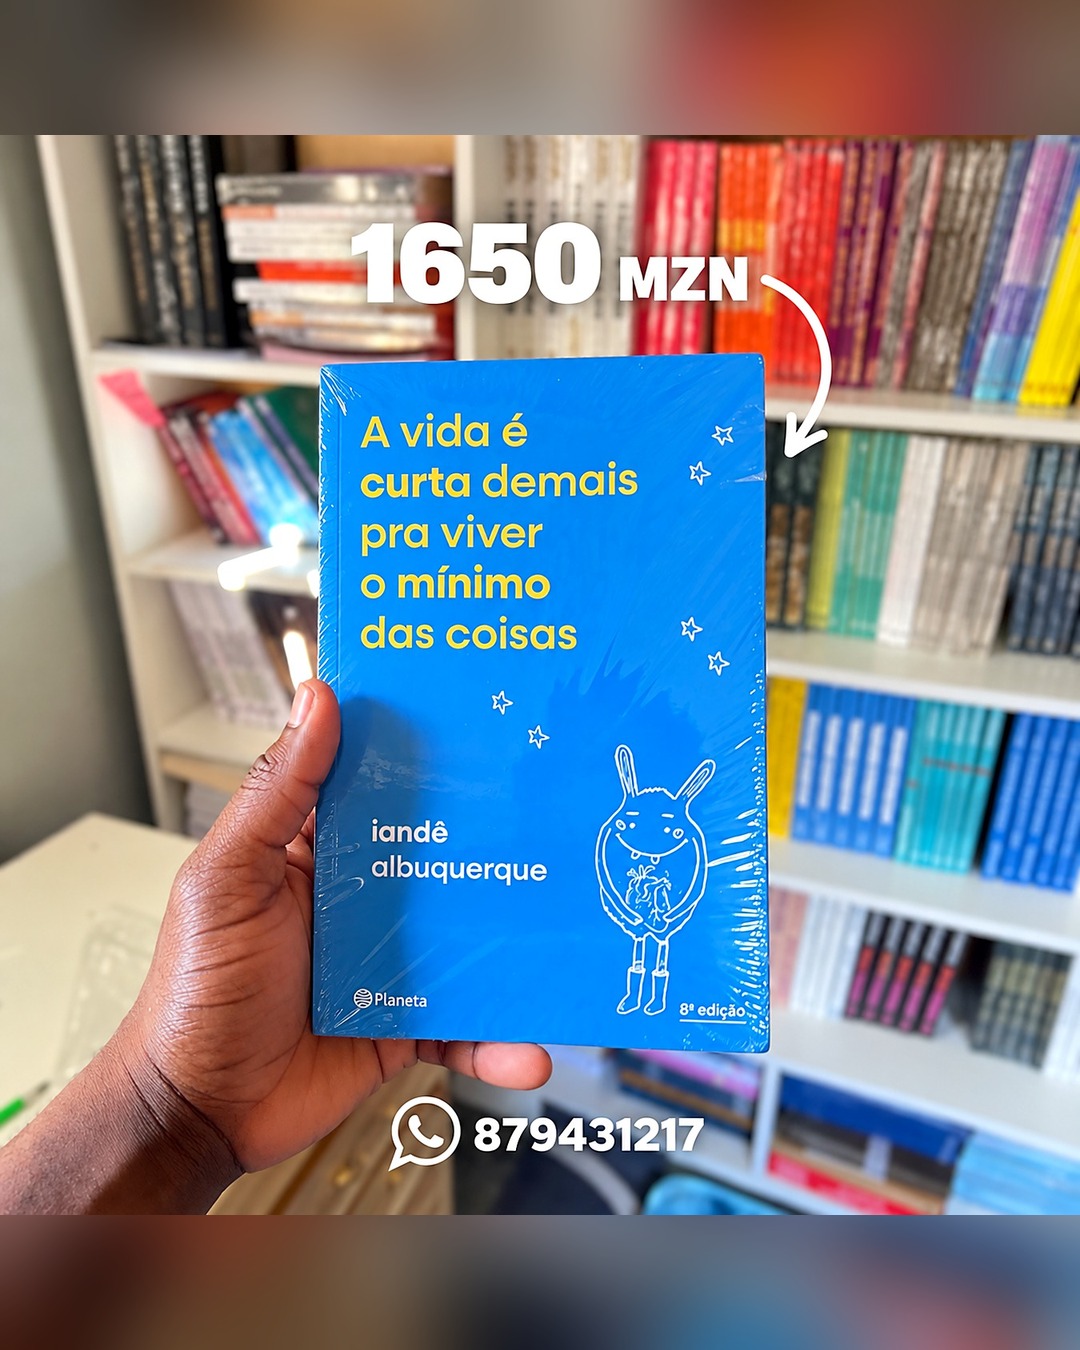 1650 MZN
A vida é
curta demais
pra viver
o mínimo
das coisas
iandê
albuquerque
Planeta
8ª edição
879431217